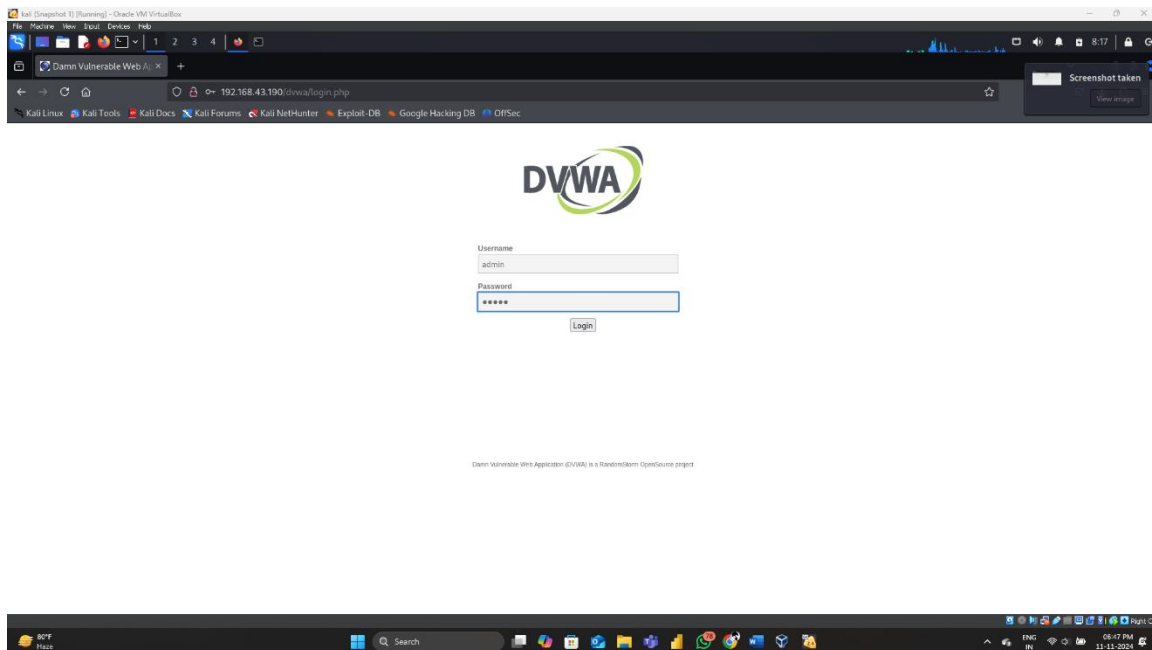 kali (Snapshot 1) [Running] - Oracle VM VirtualBox
File Machine View Input Devices Help
1 2 3 4
8:17
Damn Vulnerable Web Ap
Screenshot taken
View image
192.168.43.190/dvwa/login.php
Kali Linux Kali Tools Kali Docs Kali Forums Kali NetHunter Exploit-DB Google Hacking DB OffSec
DVWA
Username
admin
Password
Login
Damn Vulnerable Web Application (DVWA) is a RandomStorm OpenSource project
Right C
80°F
Haze
Search
78
ENG
IN
06:47 PM
11-11-2024